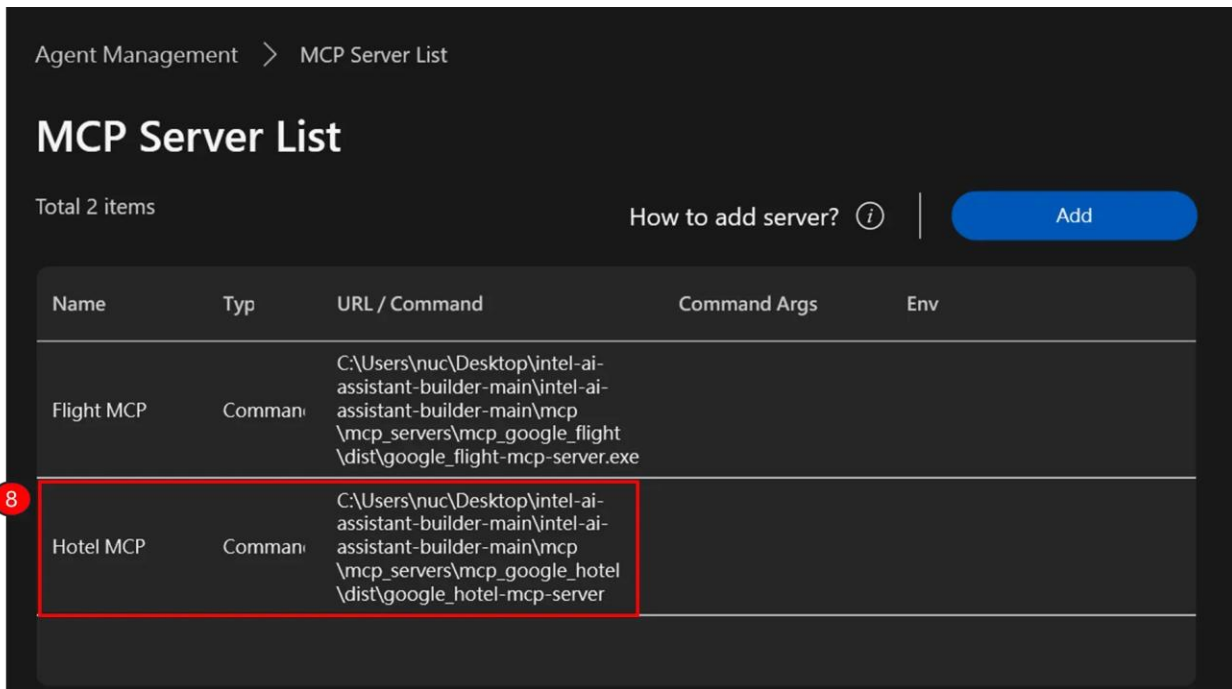 Agent Management > MCP Server List
MCP Server List
Total 2 items
How to add server? i
Add
Name Typ URL / Command Command Args Env
C:\Users\nuc\Desktop\intel-ai-
assistant-builder-main\intel-ai-
Flight MCP Comman assistant-builder-main\mcp
\mcp_servers\mcp_google_flight
\dist\google_flight-mcp-server.exe
8
C:\Users\nuc\Desktop\intel-ai-
assistant-builder-main\intel-ai-
Hotel MCP Comman assistant-builder-main\mcp
\mcp_servers\mcp_google_hotel
\dist\google_hotel-mcp-server